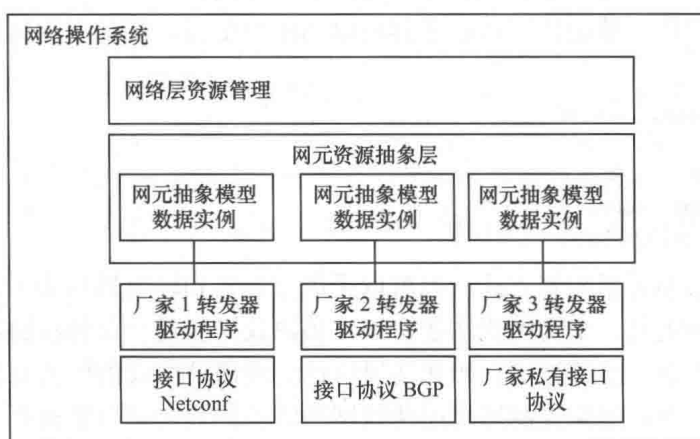 网络操作系统
网络层资源管理
网元资源抽象层
网元抽象模型
数据实例
网元抽象模型
数据实例
网元抽象模型
数据实例
厂家 1 转发器
驱动程序
厂家 2 转发器
驱动程序
厂家 3 转发器
驱动程序
接口协议
Netconf
接口协议 BGP
厂家私有接口
协议